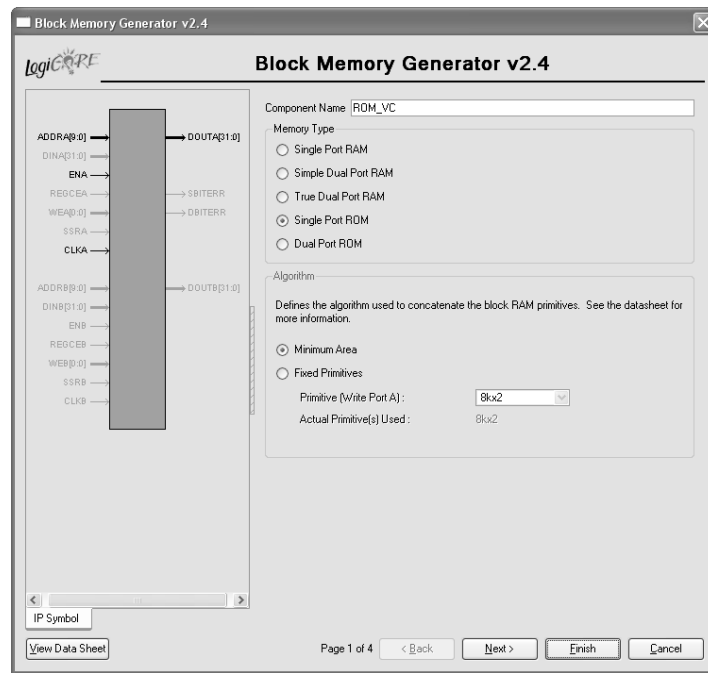 Block Memory Generator v2.4
LogiCORE
Block Memory Generator v2.4
ADDRA[9:0]
DOUTA[31:0]
DINA[31:0]
ENA
REGCEA
SBITERR
WEA[0:0]
DBITERR
SSRA
CLKA
ADDRB[9:0]
DOUTB[31:0]
DINB[31:0]
ENB
REGCEB
WEB[0:0]
SSRB
CLKB
IP Symbol
Component Name ROM_VC
Memory Type
Single Port RAM
Simple Dual Port RAM
True Dual Port RAM
Single Port ROM
Dual Port ROM
Algorithm
Defines the algorithm used to concatenate the block RAM primitives. See the datasheet for
more information.
Minimum Area
Fixed Primitives
Primitive (Write Port A) : 8kx2
Actual Primitive(s) Used : 8kx2
View Data Sheet
Page 1 of 4
< Back
Next >
Finish
Cancel